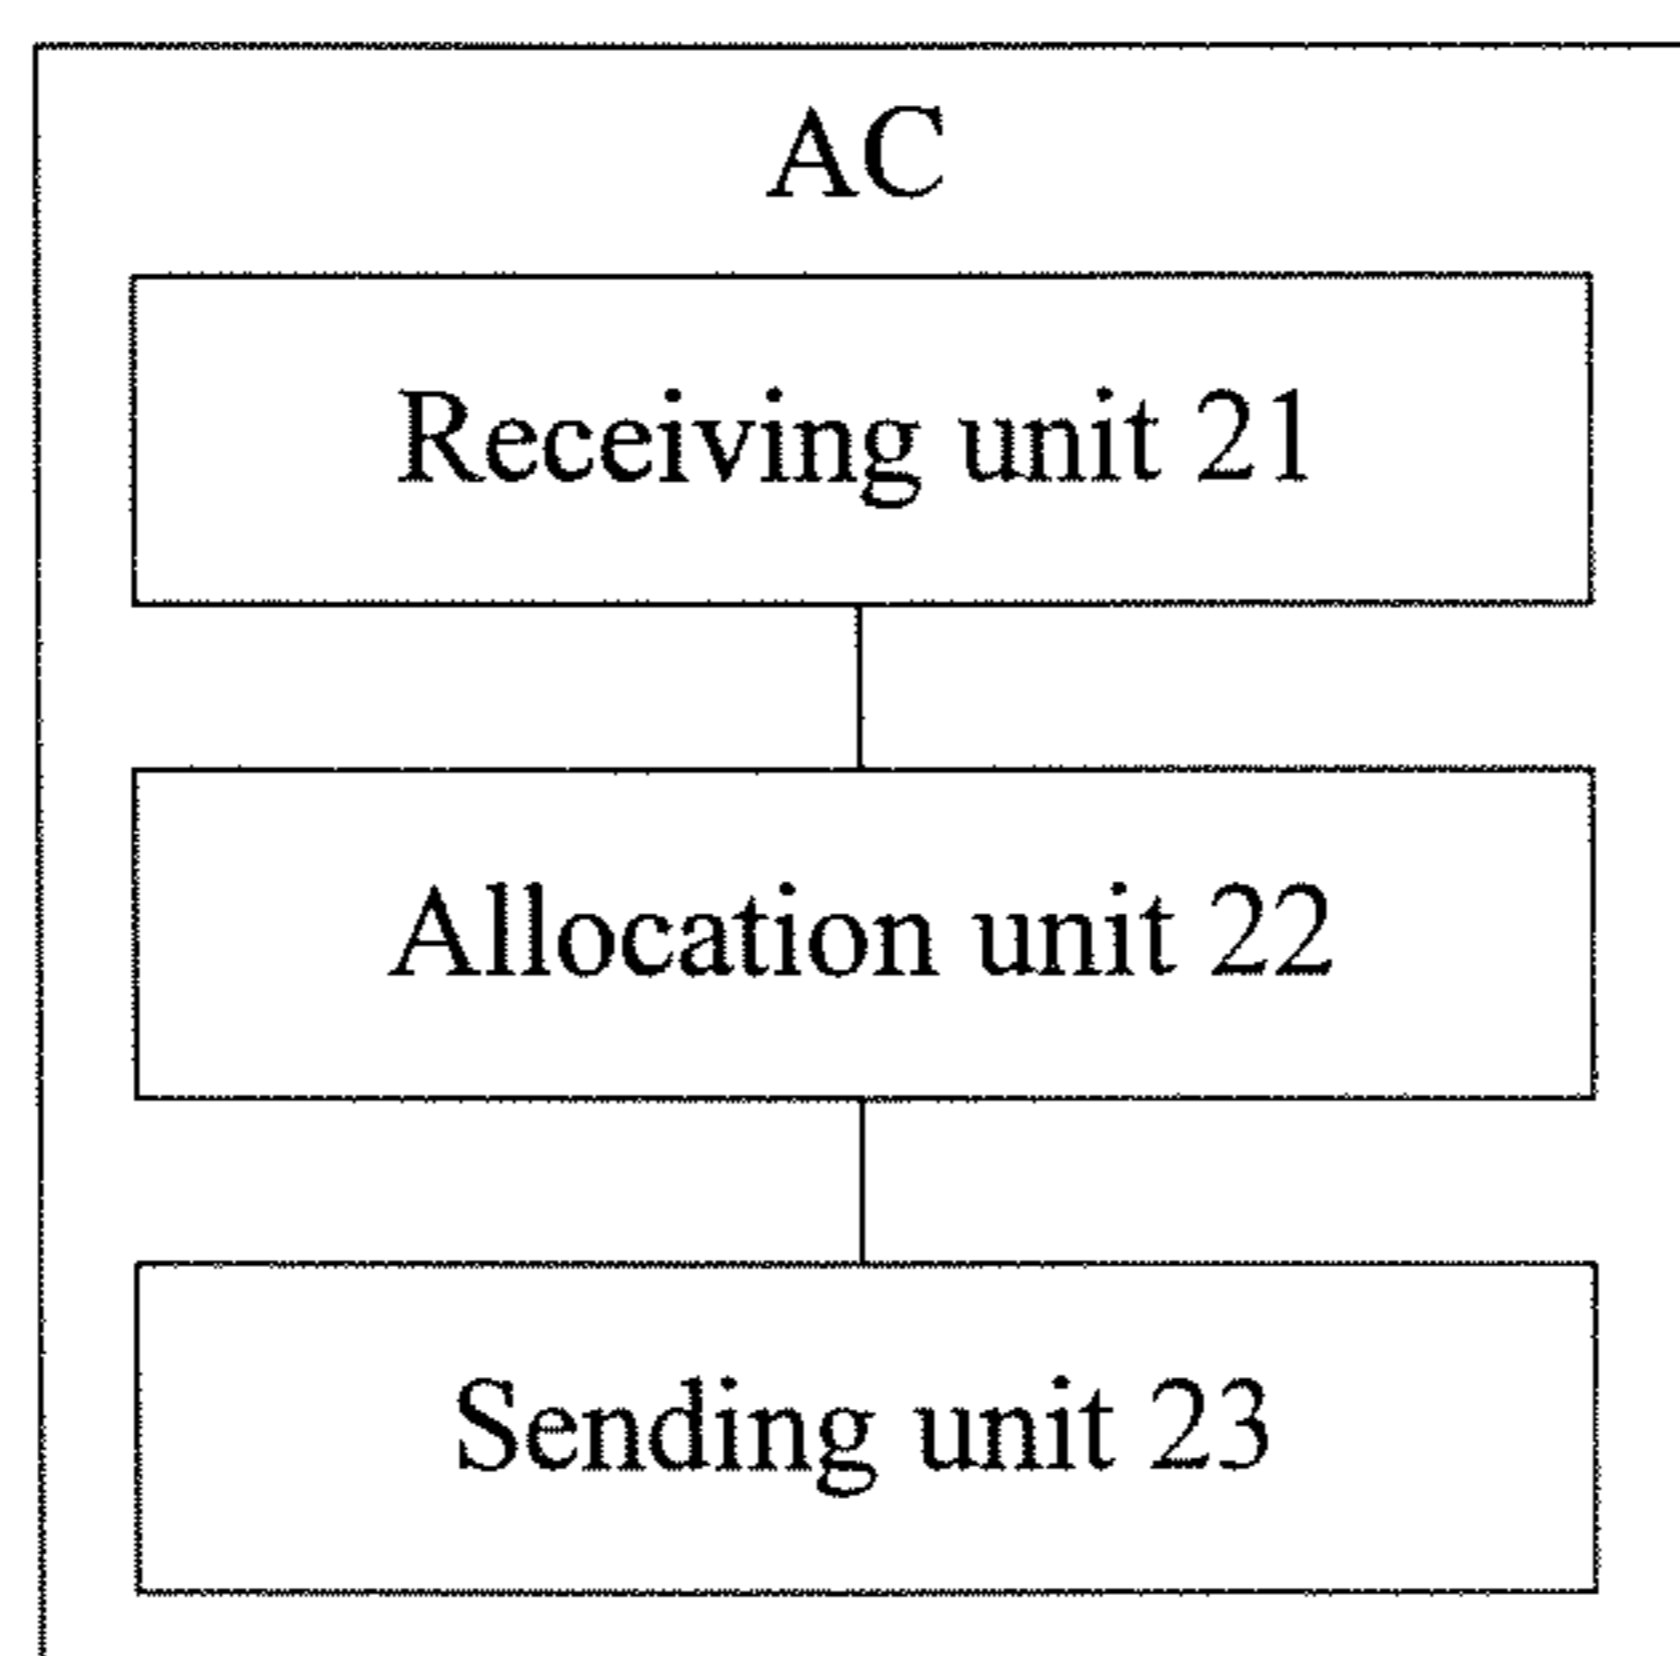 AC
Receiving unit 21
Allocation unit 22
Sending unit 23